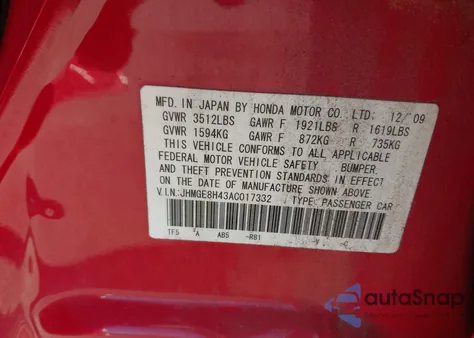 MFD. IN JAPAN BY HONDA MOTOR CO., LTD. 12/09
GVWR 3512LBS GAWR F 1921LBS R 1619LBS
GVWR 1594KG GAWR F 872KG R 735KG
THIS VEHICLE CONFORMS TO ALL APPLICABLE
FEDERAL MOTOR VEHICLE SAFETY, BUMPER,
AND THEFT PREVENTION STANDARDS IN EFFECT
ON THE DATE OF MANUFACTURE SHOWN ABOVE.
V.I.N.:JHMGE8H43AC017332 TYPE: PASSENGER CAR
TF5 *A AB5 -R81 -V -C
autoSnap